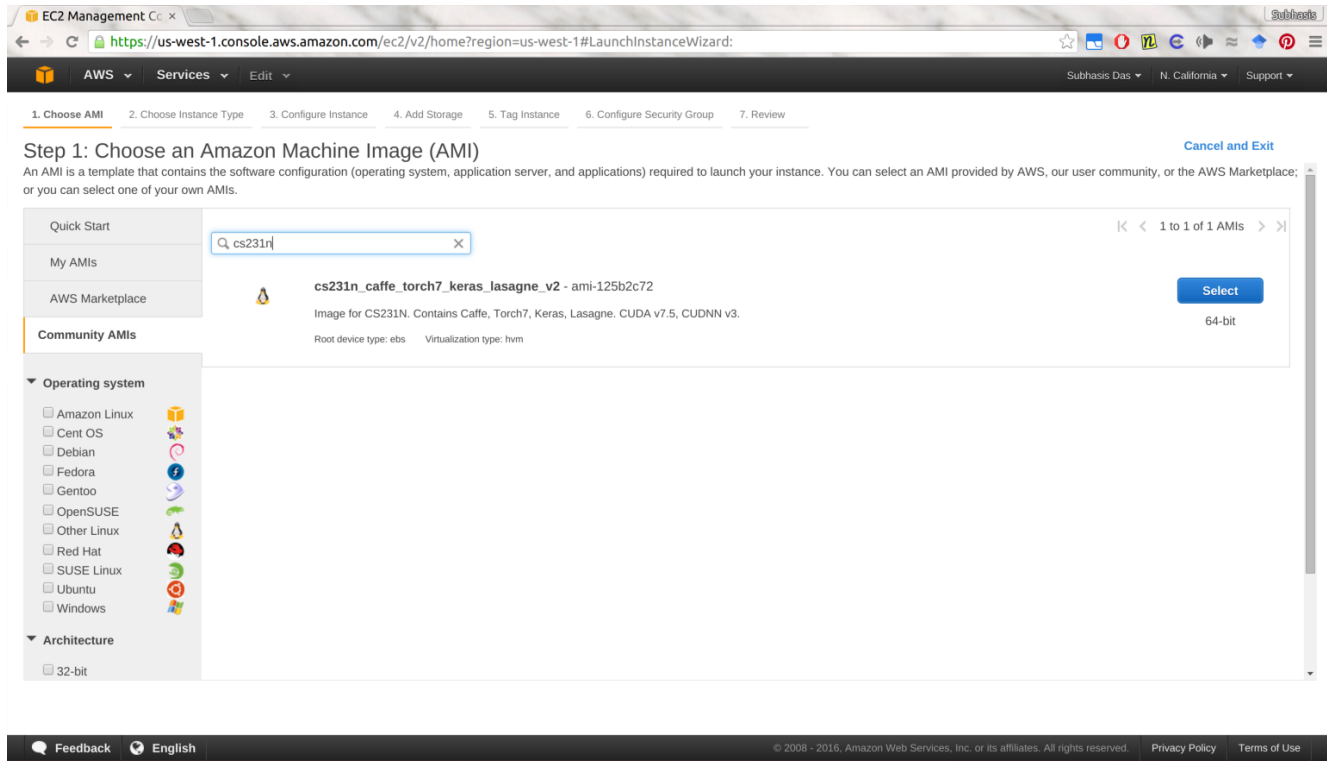 EC2 Management Co ×
Subhasis
https://us-west-1.console.aws.amazon.com/ec2/v2/home?region=us-west-1#LaunchInstanceWizard:
AWS Services Edit Subhasis Das N. California Support
1. Choose AMI 2. Choose Instance Type 3. Configure Instance 4. Add Storage 5. Tag Instance 6. Configure Security Group 7. Review
Step 1: Choose an Amazon Machine Image (AMI)
Cancel and Exit
An AMI is a template that contains the software configuration (operating system, application server, and applications) required to launch your instance. You can select an AMI provided by AWS, our user community, or the AWS Marketplace;
or you can select one of your own AMIs.
Quick Start
My AMIs
AWS Marketplace
Community AMIs
Operating system
Amazon Linux
Cent OS
Debian
Fedora
Gentoo
OpenSUSE
Other Linux
Red Hat
SUSE Linux
Ubuntu
Windows
Architecture
32-bit
1 to 1 of 1 AMIs
cs231n
cs231n_caffe_torch7_keras_lasagne_v2 - ami-125b2c72
Image for CS231N. Contains Caffe, Torch7, Keras, Lasagne. CUDA v7.5, CUDNN v3.
Root device type: ebs Virtualization type: hvm
Select
64-bit
Feedback English © 2008 - 2016, Amazon Web Services, Inc. or its affiliates. All rights reserved. Privacy Policy Terms of Use